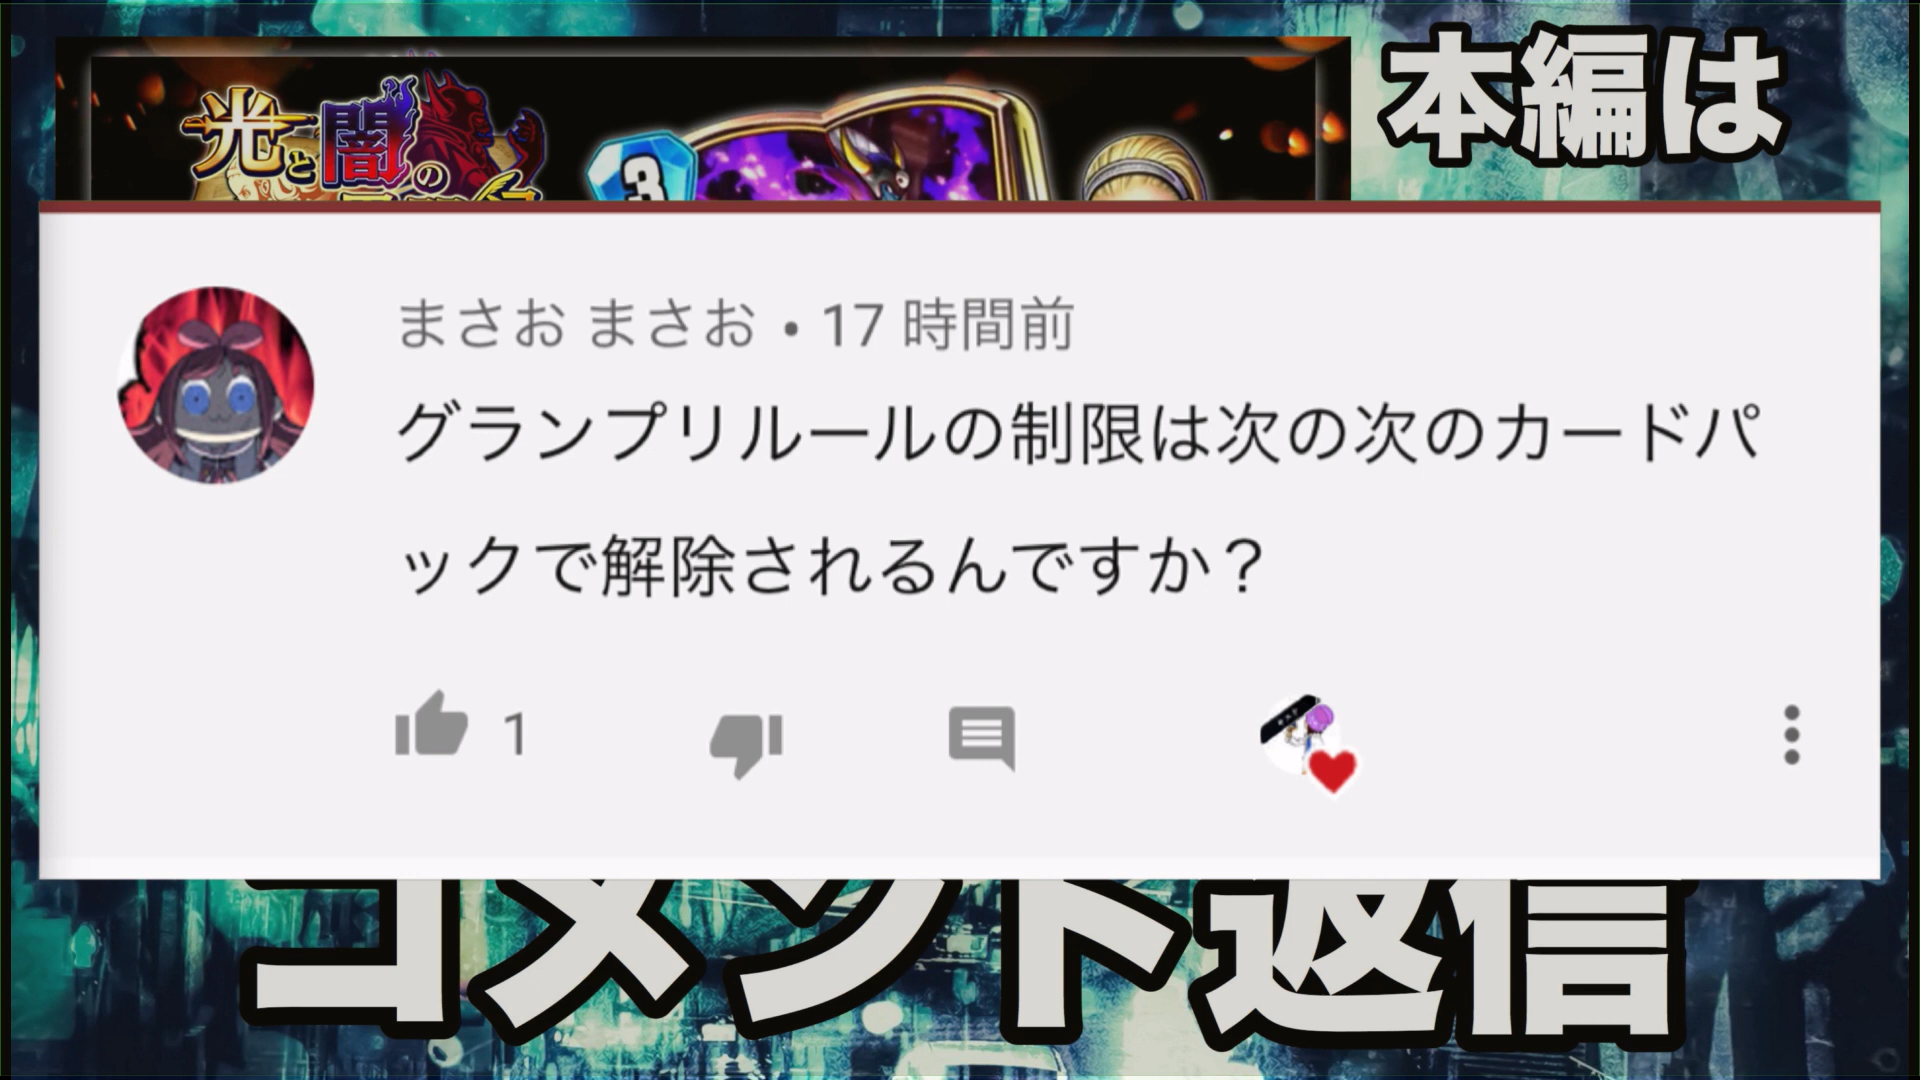 本編は
光と闇の
3
まさお まさお • 17 時間前
グランプリルールの制限は次の次のカードパ
ックで解除されるんですか？
1
コメント返信